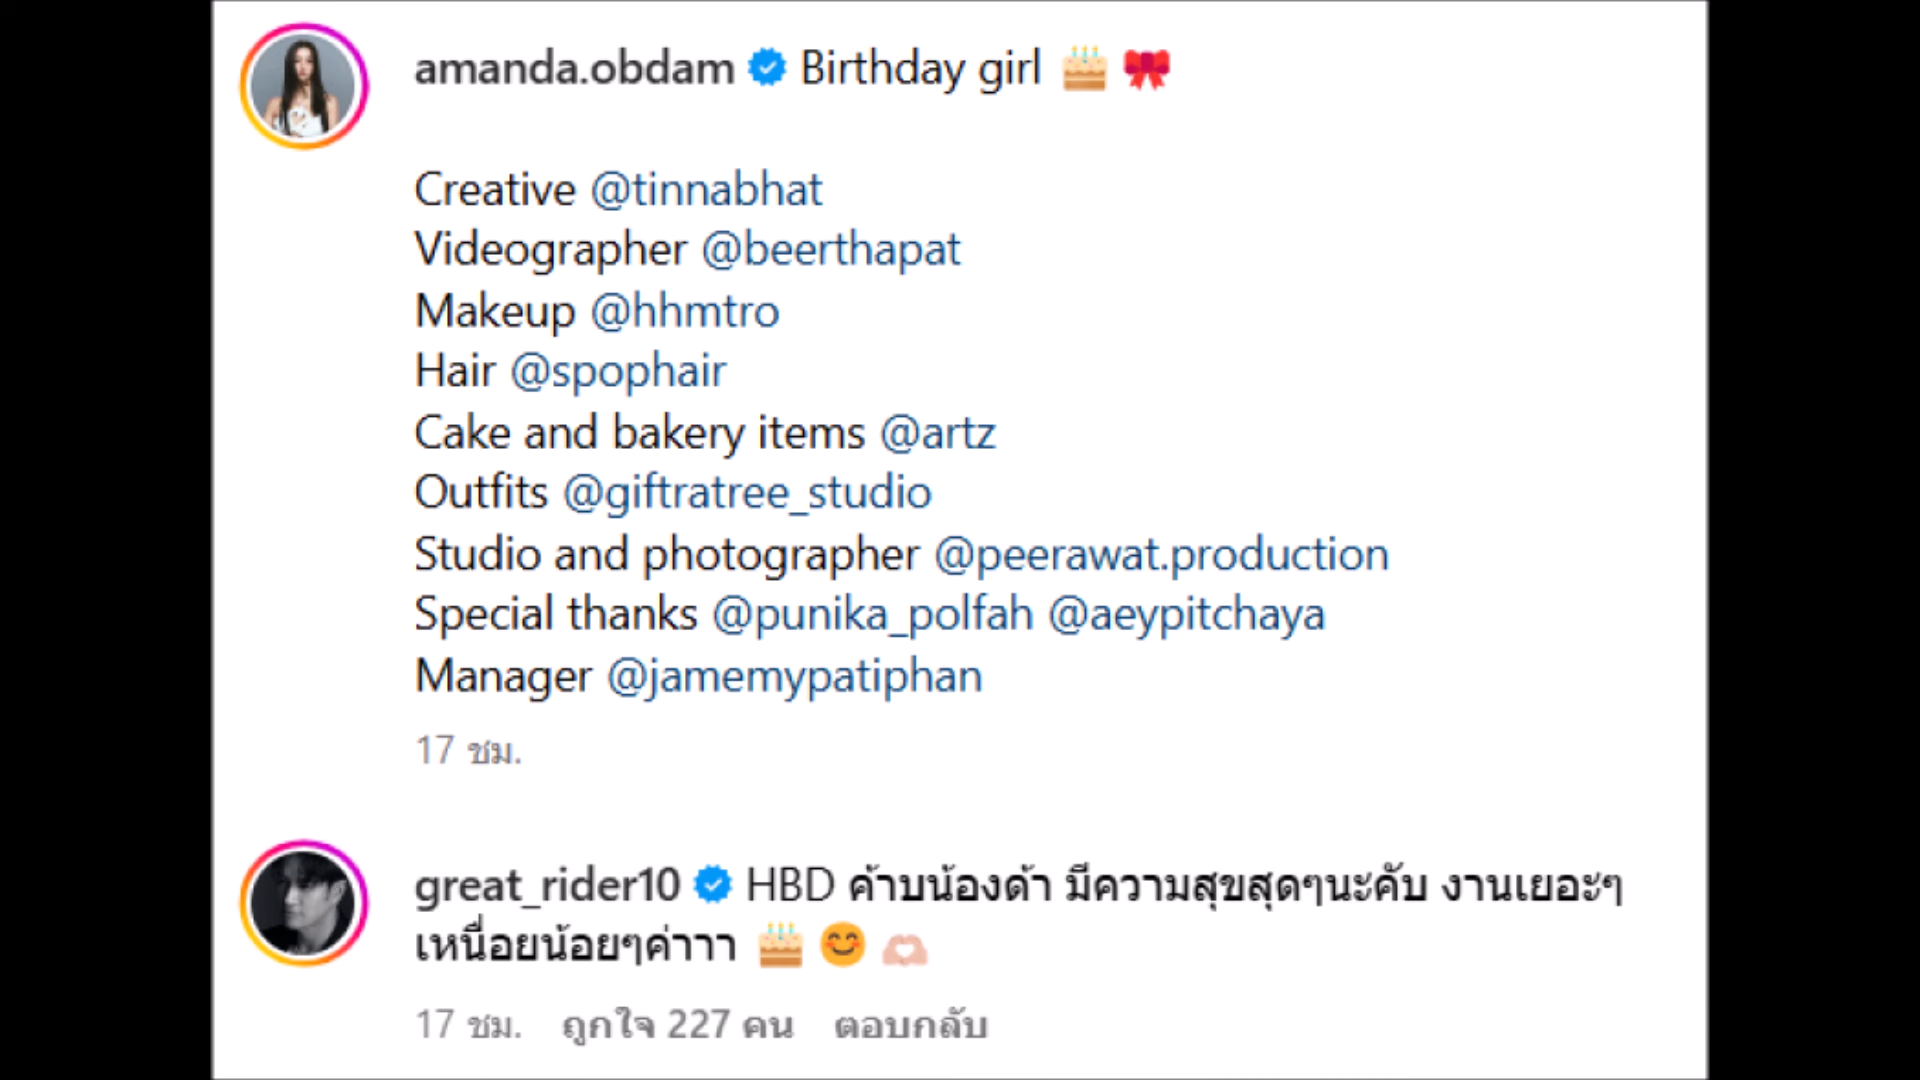 amanda.obdam Birthday girl 🎂 🎀
Creative @tinnabhat
Videographer @beerthapat
Makeup @hhmtro
Hair @spophair
Cake and bakery items @artz
Outfits @giftratree_studio
Studio and photographer @peerawat.production
Special thanks @punika_polfah @aeypitchaya
Manager @jamemypatiphan
17 ชม.
great_rider10 HBD ค้าบน้องด้า มีความสุขสุดๆนะคับ งานเยอะๆ
เหนื่อยน้อยๆค่าาา 🎂 😊 🫶🏻
17 ชม. ถูกใจ 227 คน ตอบกลับ